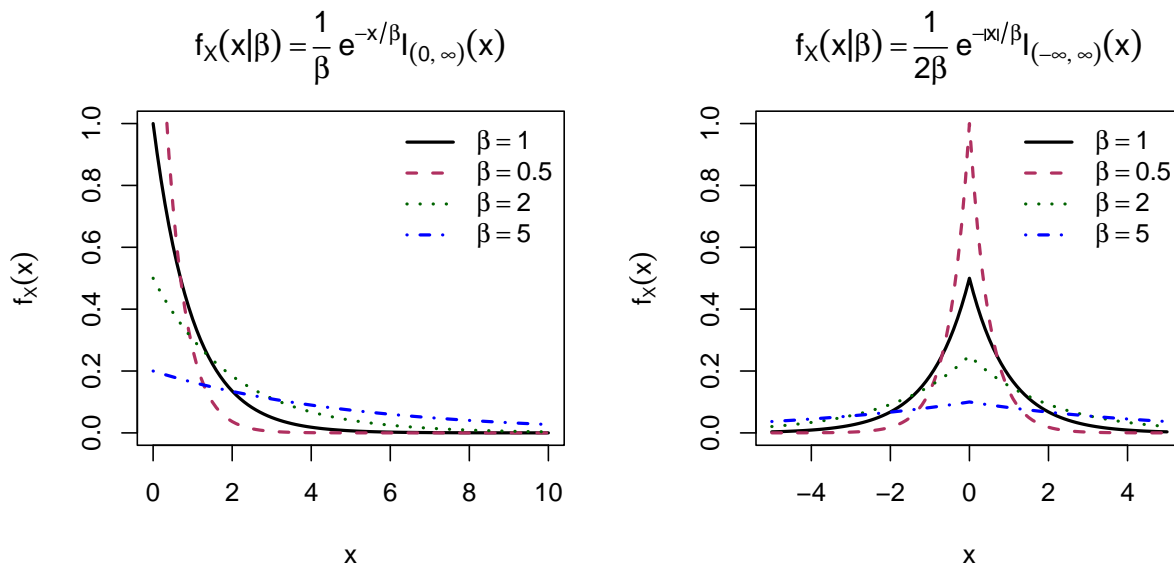 f_X(x|β) = 1/β e^{−x/β} I_{(0, ∞)}(x)
f_X(x)
0.0 0.2 0.4 0.6 0.8 1.0
β = 1
β = 0.5
β = 2
β = 5
0 2 4 6 8 10
x
f_X(x|β) = 1/2β e^{−|x|/β} I_{(−∞, ∞)}(x)
f_X(x)
0.0 0.2 0.4 0.6 0.8 1.0
β = 1
β = 0.5
β = 2
β = 5
−4 −2 0 2 4
x